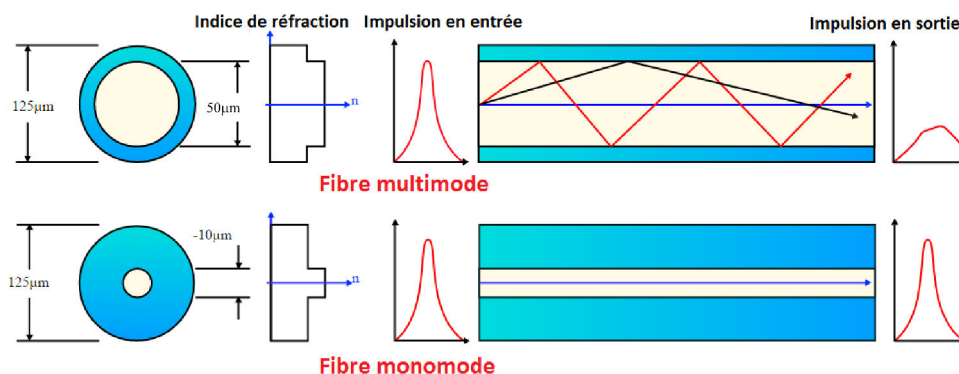 Indice de réfraction
Impulsion en entrée
Impulsion en sortie
125µm
50µm
n
Fibre multimode
125µm
-10µm
n
Fibre monomode